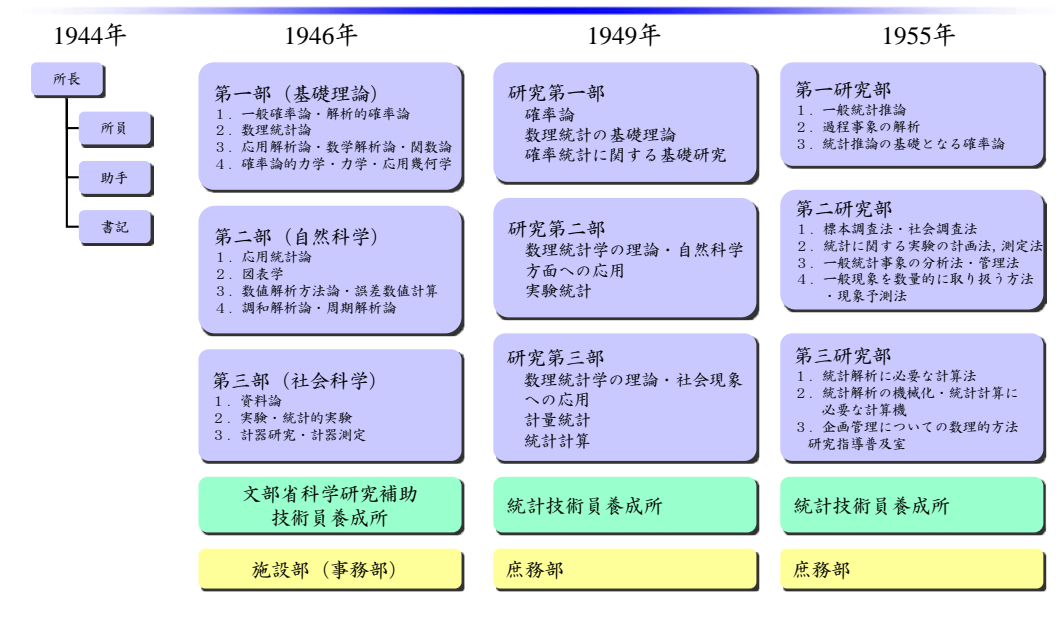 1944年
所長
所員
助手
書記
1946年
第一部（基礎理論）
１．一般確率論・解析的確率論
２．数理統計論
３．応用解析論・数学解析論・関数論
４．確率論的力学・力学・応用幾何学
第二部（自然科学）
１．応用統計論
２．図表学
３．数値解析方法論・誤差数値計算
４．調和解析論・周期解析論
第三部（社会科学）
１．資料論
２．実験・統計的実験
３．計器研究・計器測定
文部省科学研究補助
技術員養成所
施設部（事務部）
1949年
研究第一部
確率論
数理統計の基礎理論
確率統計に関する基礎研究
研究第二部
数理統計学の理論・自然科学
方面への応用
実験統計
研究第三部
数理統計学の理論・社会現象
への応用
計量統計
統計計算
統計技術員養成所
庶務部
1955年
第一研究部
１．一般統計推論
２．過程事象の解析
３．統計推論の基礎となる確率論
第二研究部
１．標本調査法・社会調査法
２．統計に関する実験の計画法, 測定法
３．一般統計事象の分析法・管理法
４．一般現象を数量的に取り扱う方法
・現象予測法
第三研究部
１．統計解析に必要な計算法
２．統計解析の機械化・統計計算に
必要な計算機
３．企画管理についての数理的方法
研究指導普及室
統計技術員養成所
庶務部